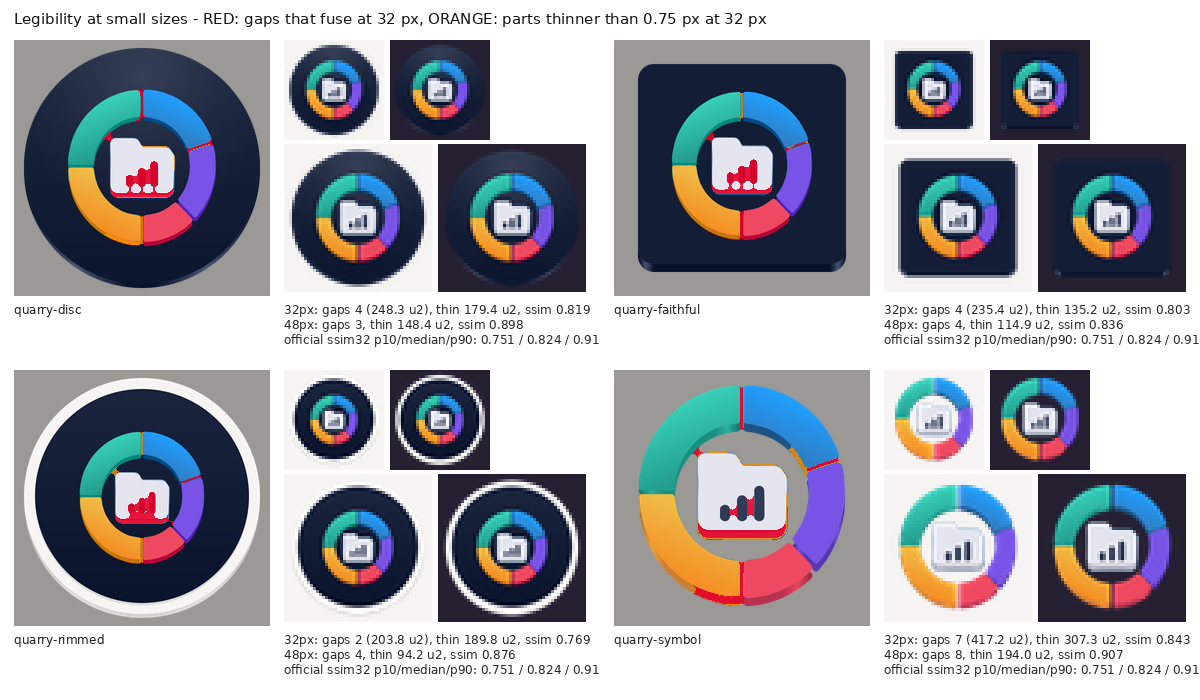 Legibility at small sizes - RED: gaps that fuse at 32 px, ORANGE: parts thinner than 0.75 px at 32 px
quarry-disc
32px: gaps 4 (248.3 u2), thin 179.4 u2, ssim 0.819
48px: gaps 3, thin 148.4 u2, ssim 0.898
official ssim32 p10/median/p90: 0.751 / 0.824 / 0.91
quarry-faithful
32px: gaps 4 (235.4 u2), thin 135.2 u2, ssim 0.803
48px: gaps 4, thin 114.9 u2, ssim 0.836
official ssim32 p10/median/p90: 0.751 / 0.824 / 0.91
quarry-rimmed
32px: gaps 2 (203.8 u2), thin 189.8 u2, ssim 0.769
48px: gaps 4, thin 94.2 u2, ssim 0.876
official ssim32 p10/median/p90: 0.751 / 0.824 / 0.91
quarry-symbol
32px: gaps 7 (417.2 u2), thin 307.3 u2, ssim 0.843
48px: gaps 8, thin 194.0 u2, ssim 0.907
official ssim32 p10/median/p90: 0.751 / 0.824 / 0.91